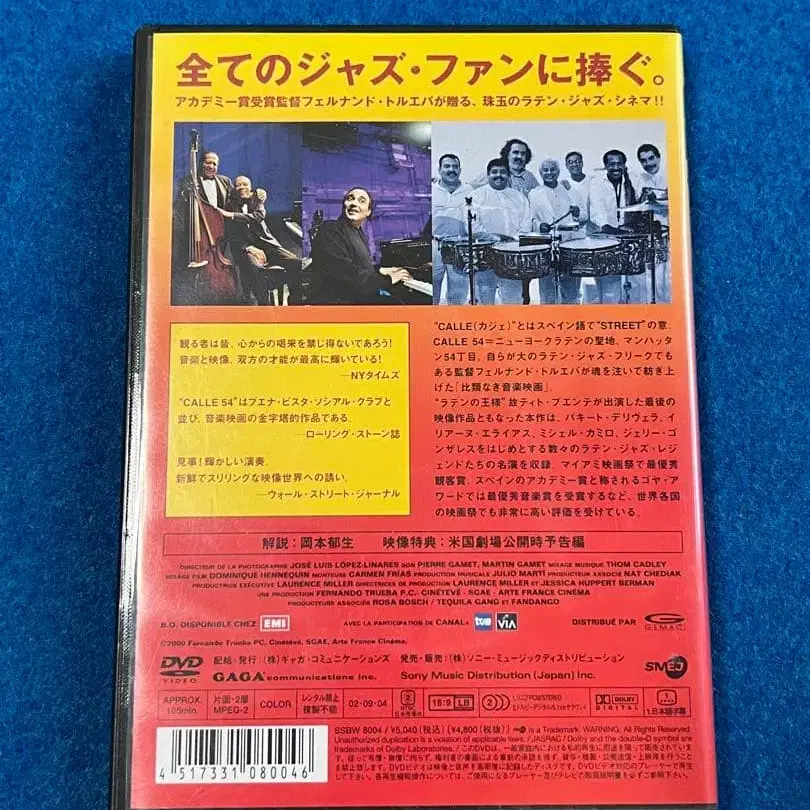 全てのジャズ・ファンに捧ぐ。
アカデミー賞受賞監督フェルナンド・トルエバが贈る、珠玉のラテン・ジャズ・シネマ!!
観る者は皆、心からの喝采を禁じ得ないであろう!
音楽と映像、双方の才能が最高に輝いている!
—NYタイムズ
"CALLE 54"はブエナ・ビスタ・ソシアル・クラブと
並び、音楽映画の金字塔的作品である。
—ローリング・ストーン誌
見事!輝かしい演奏。
新鮮でスリリングな映像世界への誘い。
—ウォール・ストリート・ジャーナル
"CALLE(カジェ)"とはスペイン語で"STREET"の意。
CALLE 54=ニューヨークラテンの聖地、マンハッタ
ン54丁目。自らが大のラテン・ジャズ・フリークでも
ある監督フェルナンド・トルエバが魂を注いで紡ぎ上
げた「比類なき音楽映画」。
"ラテンの王様"故ティト・プエンテが出演した最後の
映像作品ともなった本作は、パキート・デリヴェラ、イ
リアーヌ・エライアス、ミシェル・カミロ、ジェリー・ゴ
ンザレスをはじめとする数々のラテン・ジャズ・レ
ジェンドたちの名演を収録。マイアミ映画祭で最優秀
観客賞、スペインのアカデミー賞と称されるゴヤ・ア
ワードでは最優秀音楽賞を受賞するなど、世界各国
の映画祭でも非常に高い評価を受けている。
解説:岡本郁生 映像特典:米国劇場公開時予告編
DIRECTEUR DE LA PHOTOGRAPHIE JOSÉ LUIS LÓPEZ-LINARES SON PIERRE GAMET, MARTIN GAMET MIXAGE MUSIQUE THOM CADLEY
MIXAGE FILM DOMINIQUE HENNEQUIN MONTEUSE CARMEN FRÍAS PRODUCTION MUSICALE JULIO MARTÍ PRODUCTEUR ASSOCIÉ NAT CHEDIAK
PRODUCTRICE EXÉCUTIVE LAURENCE MILLER DIRECTRICES DE PRODUCTION LAURENCE MILLER ET JESSICA HUPPERT BERMAN
UNE PRODUCTION FERNANDO TRUEBA P.C.- CINÉTÉVÉ - SGAE - ARTE FRANCE CINÉMA
PRODUCTEURS ASSOCIÉS ROSA BOSCH / TEQUILA GANG ET FANDANGO
B.O. DISPONIBLE CHEZ EMI AVEC LA PARTICIPATION DE CANAL+ tve VIA DISTRIBUÉ PAR GEMAC
©2000 Fernando Trueba PC, Cinétévé, SGAE, Arte France Cinéma.
DVD VIDEO 配給・発行:(株)ギャガ・コミュニケーションズ 発売・販売:(株)ソニー・ミュージックディストリビューション
GAGA communications inc. Sony Music Distribution (Japan) Inc. SMEJ
APPROX. 105min. 片面・2層 MPEG-2 COLOR レンタル禁止 複製不能 02・09・04 2 NTSC 日本市場向 16:9 LB DOLBY DIGITAL 1.日本語字幕
SSBW 8004 / ¥5,040(税込)(¥4,800(税抜))
4 517331 080046